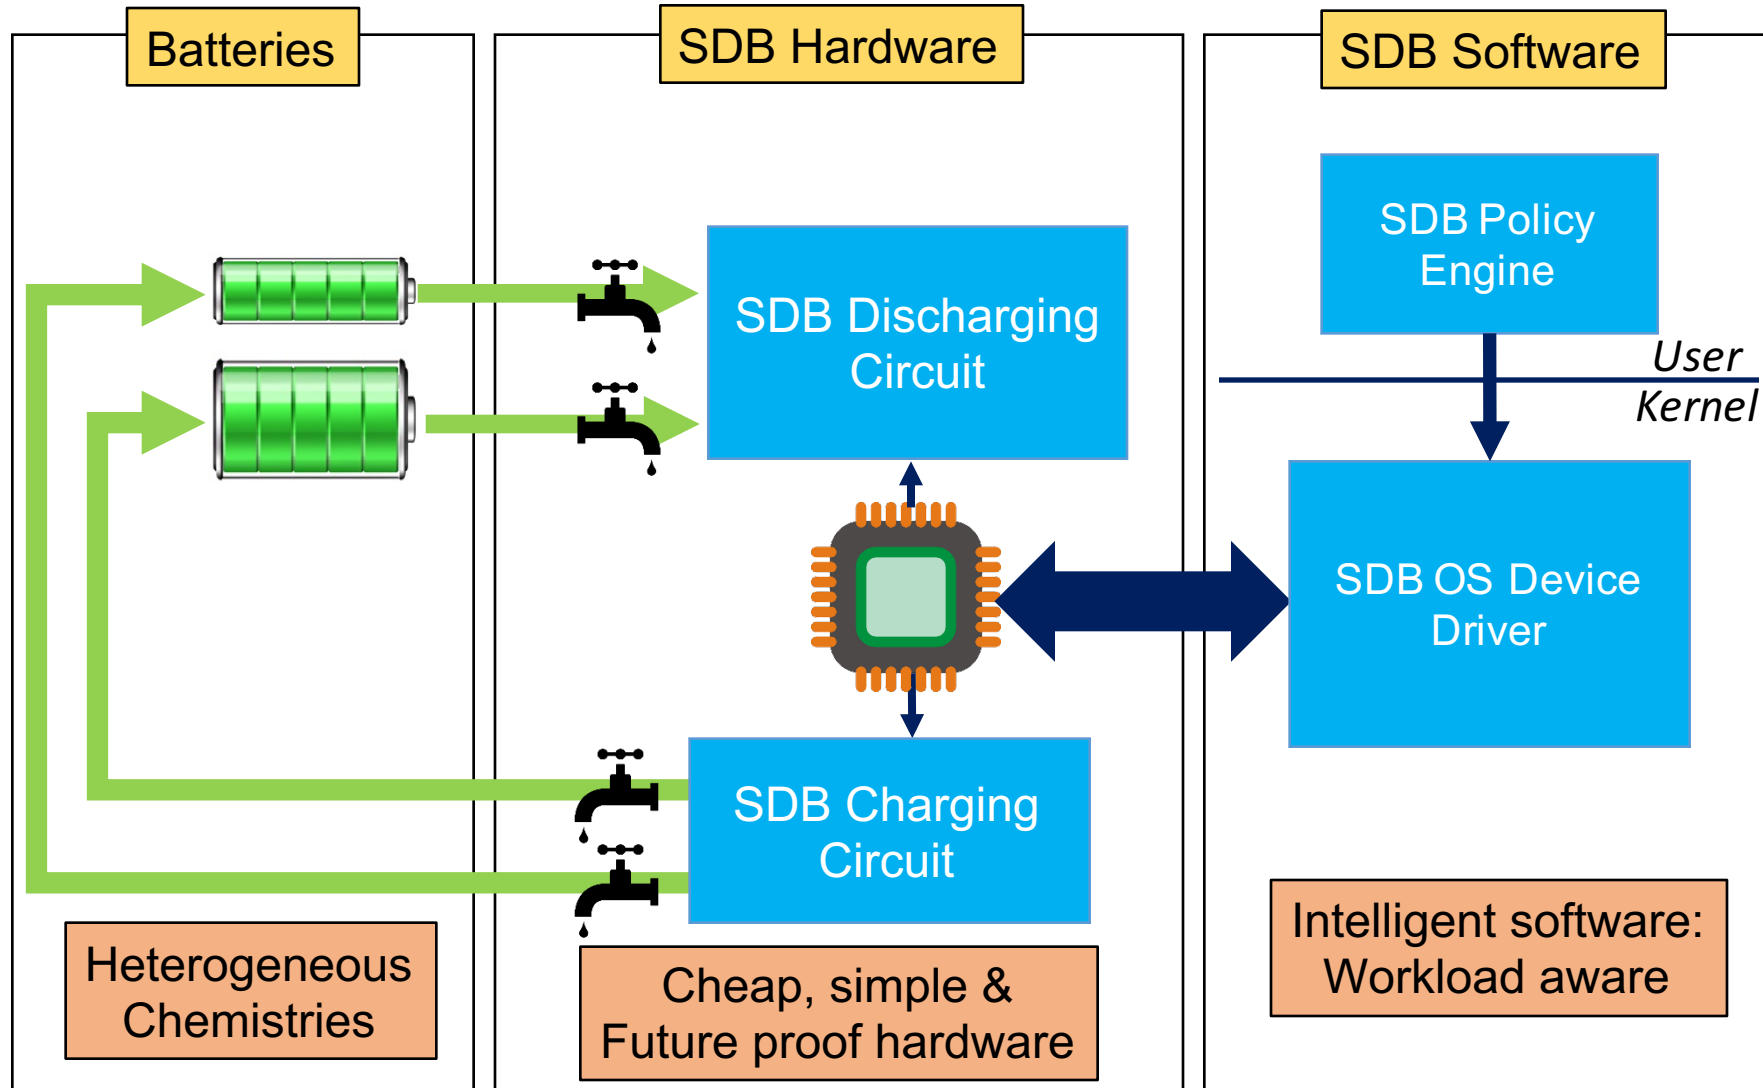 Batteries
SDB Hardware
SDB Software
SDB Policy
Engine
SDB Discharging
Circuit
User
Kernel
SDB OS Device
Driver
SDB Charging
Circuit
Heterogeneous
Chemistries
Cheap, simple &
Future proof hardware
Intelligent software:
Workload aware